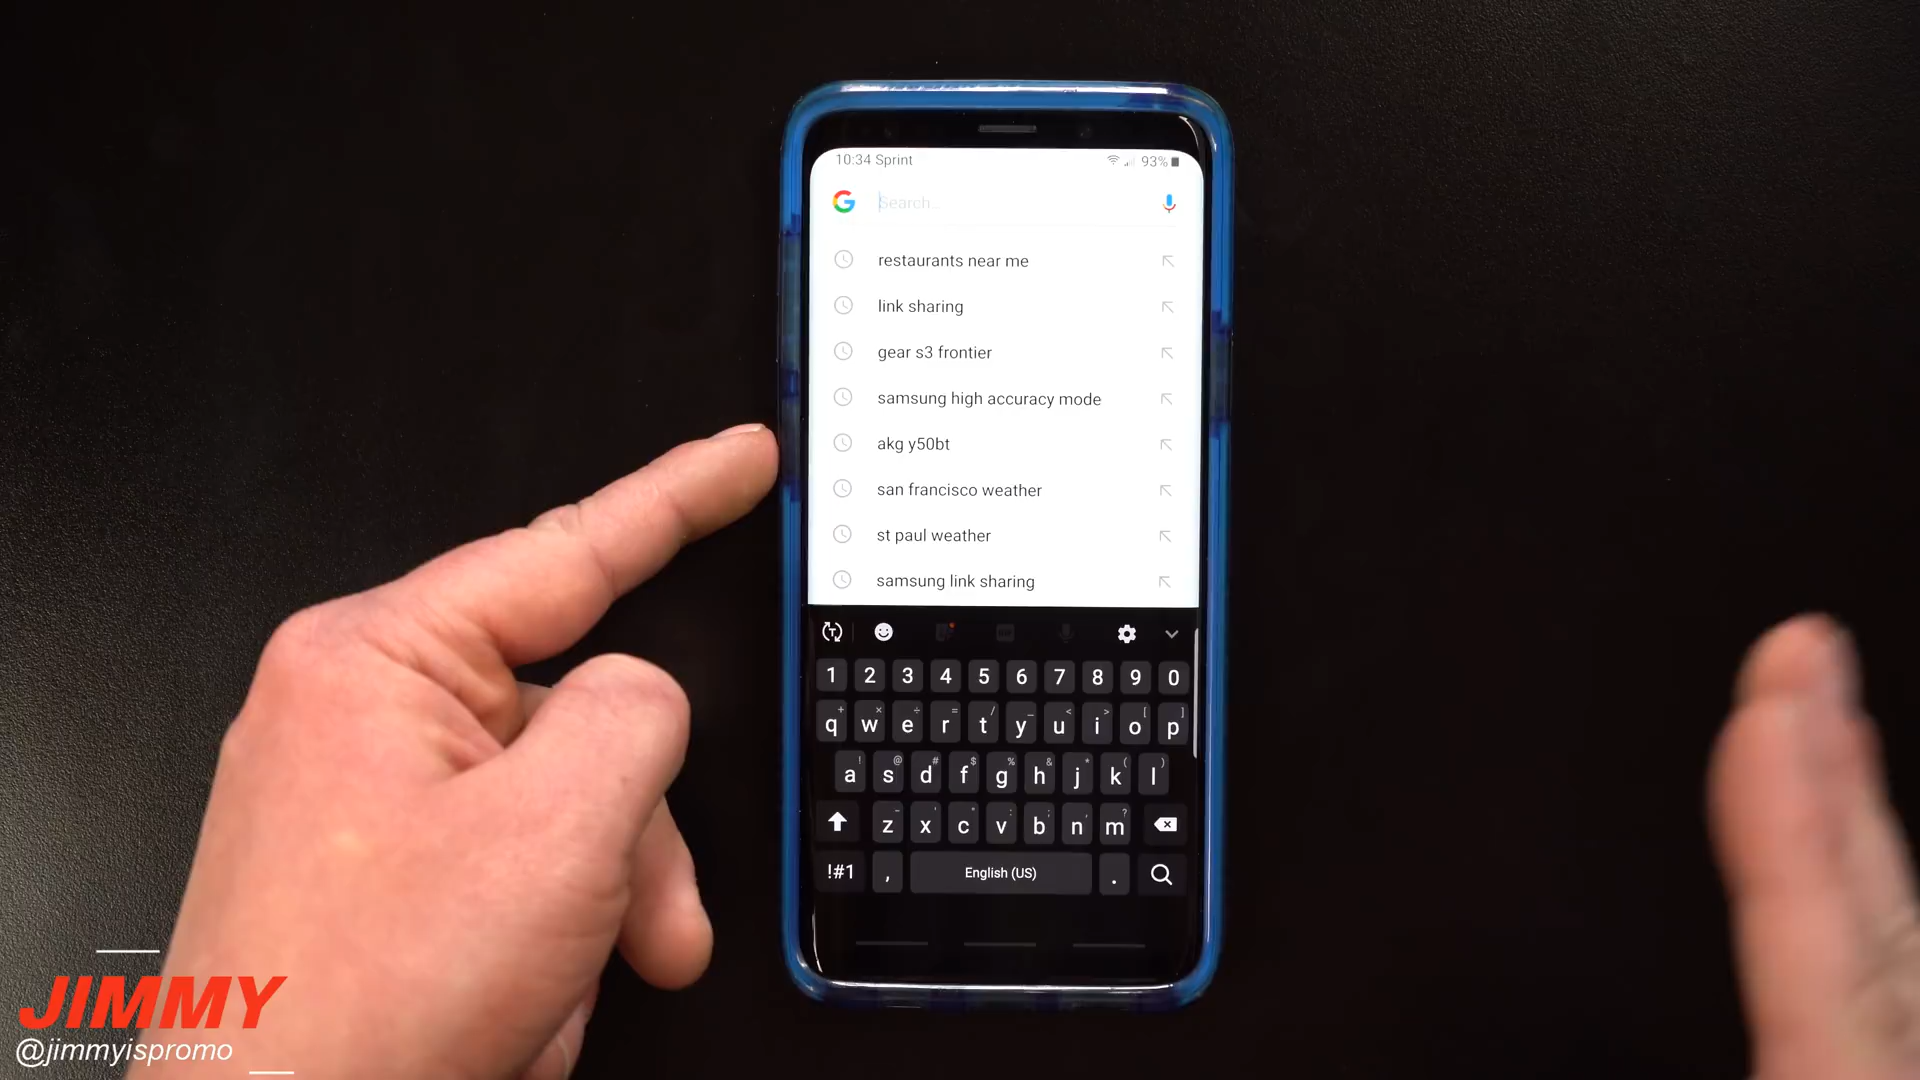 10:34 Sprint 93%
Search...
restaurants near me
link sharing
gear s3 frontier
samsung high accuracy mode
akg y50bt
san francisco weather
st paul weather
samsung link sharing
1 2 3 4 5 6 7 8 9 0
q w e r t y u i o p
a s d f g h j k l
z x c v b n m
!#1 , English (US) .
JIMMY
@jimmyispromo